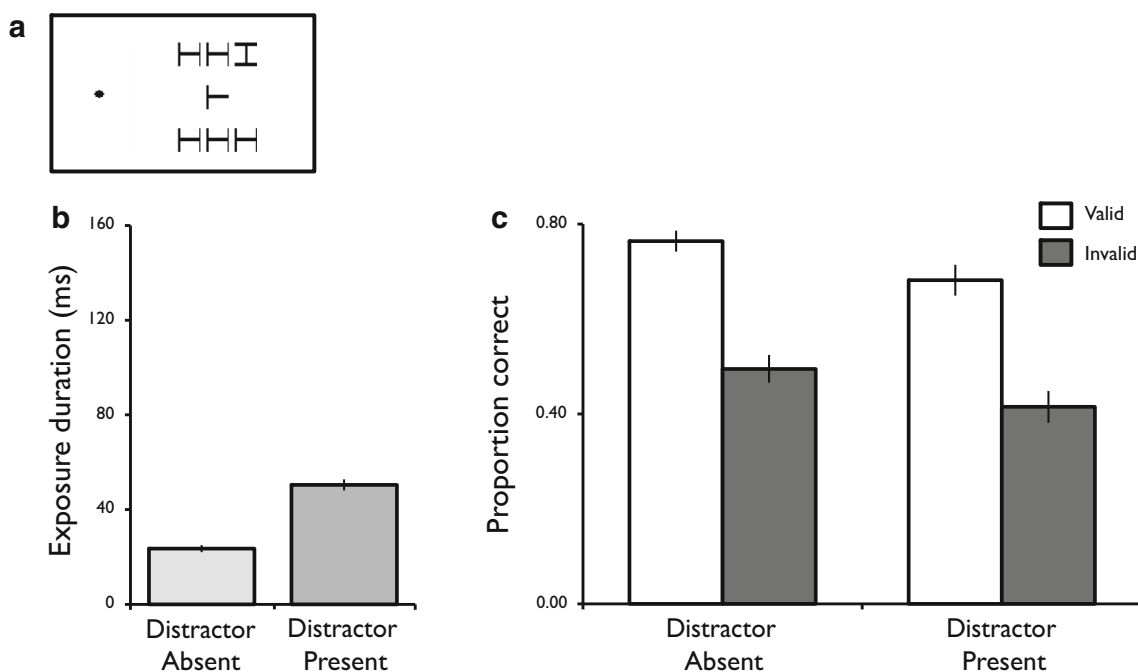 a
b
160
120
80
40
0
Exposure duration (ms)
Distractor
Absent
Distractor
Present
c
0.80
0.40
0.00
Proportion correct
Valid
Invalid
Distractor
Absent
Distractor
Present